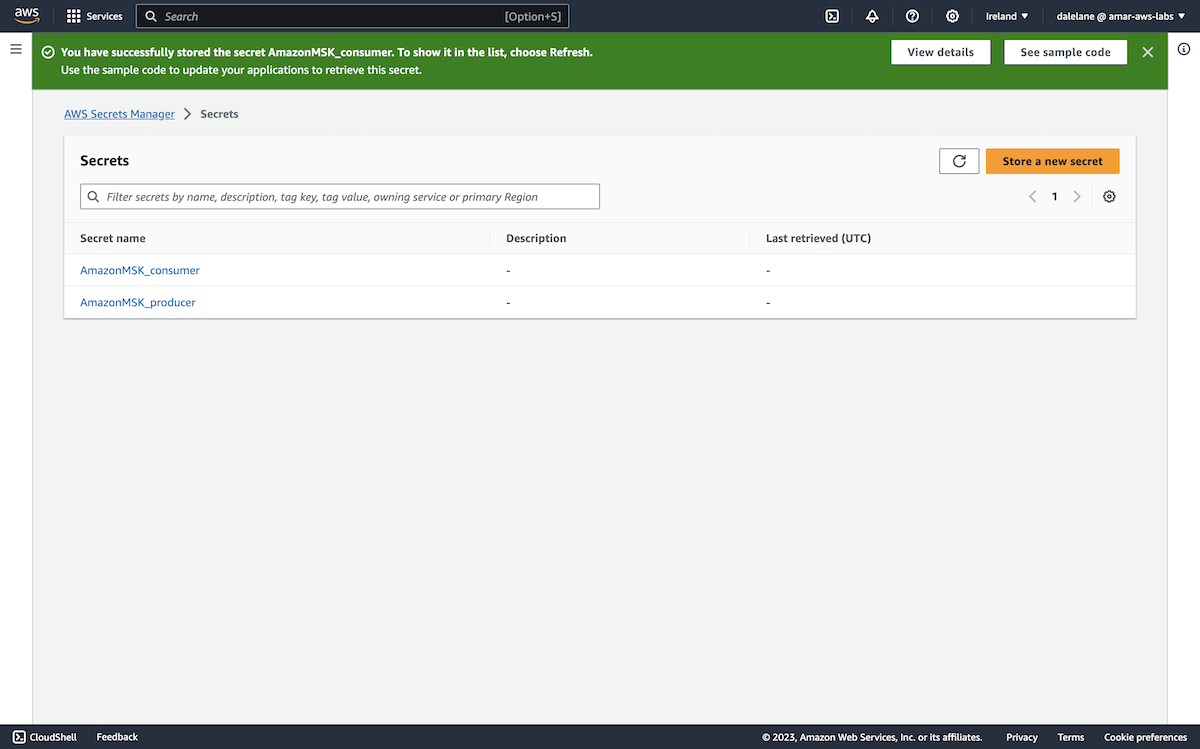 aws Services Search [Option+S] Ireland ▼ dalelane @ amar-aws-labs ▼
You have successfully stored the secret AmazonMSK_consumer. To show it in the list, choose Refresh.
Use the sample code to update your applications to retrieve this secret.
View details See sample code
AWS Secrets Manager > Secrets
Secrets
Store a new secret
Filter secrets by name, description, tag key, tag value, owning service or primary Region
< 1 >
Secret name Description Last retrieved (UTC)
AmazonMSK_consumer - -
AmazonMSK_producer - -
CloudShell Feedback © 2023, Amazon Web Services, Inc. or its affiliates. Privacy Terms Cookie preferences